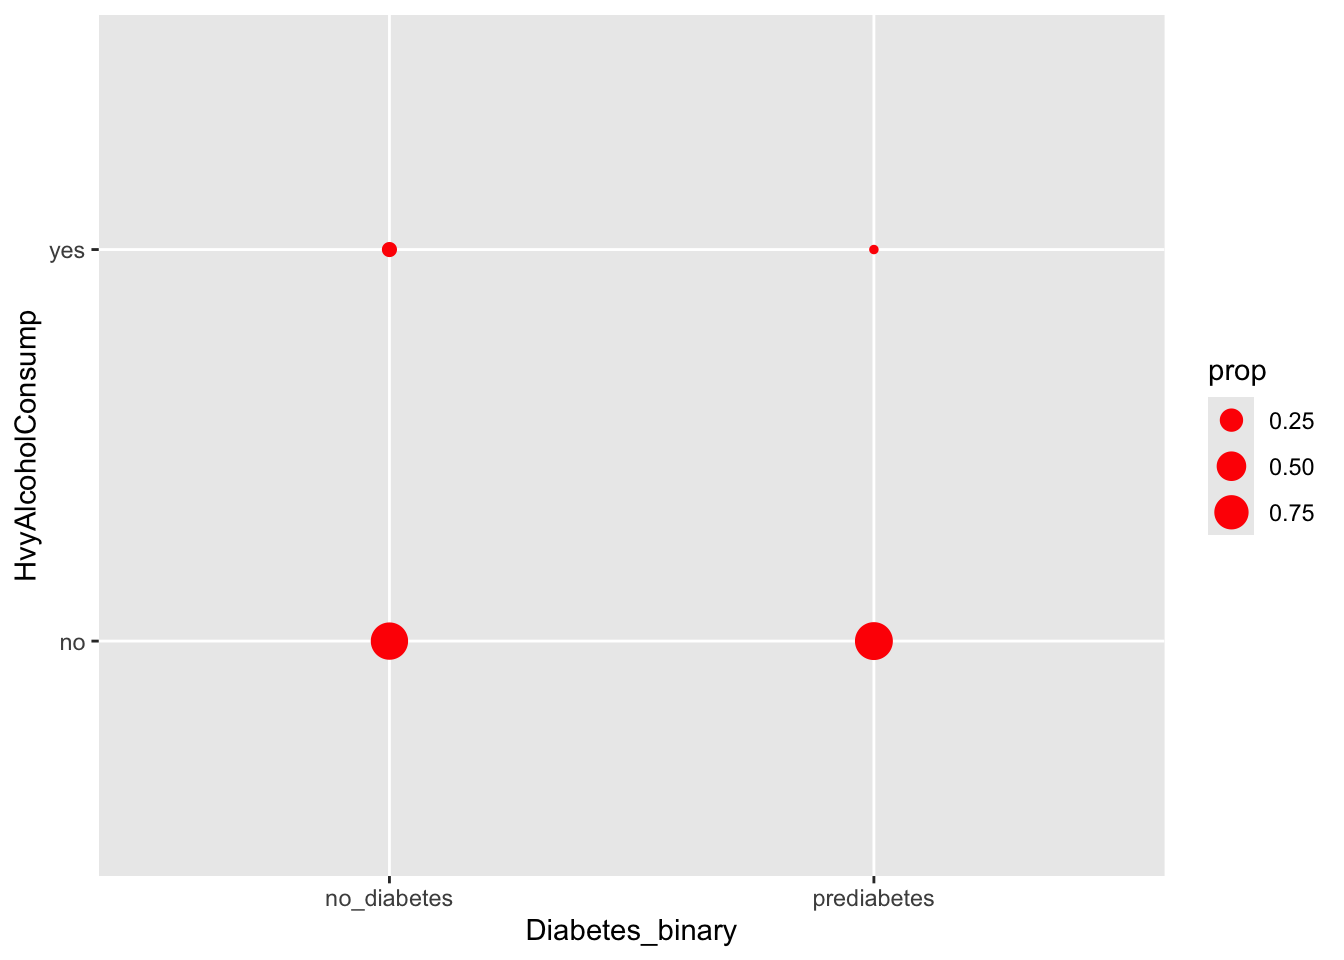 HvyAlcoholConsump
yes
no
no_diabetes
prediabetes
Diabetes_binary
prop
0.25
0.50
0.75